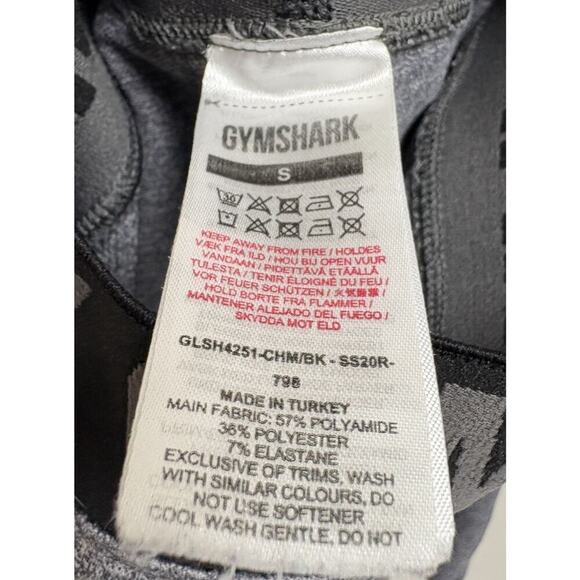 GYMSHARK
S
30
KEEP AWAY FROM FIRE / HOLDES
VÆK FRA ILD / HOU BIJ OPEN VUUR
VANDAAN / PIDETTÄVÄ ETÄÄLLÄ
TULESTA / TENIR ÉLOIGNÉ DU FEU /
VOR FEUER SCHÜTZEN /
HOLD BORTE FRA FLAMMER /
MANTENER ALEJADO DEL FUEGO /
SKYDDA MOT ELD
GLSH4251-CHM/BK - SS20R-
798
MADE IN TURKEY
MAIN FABRIC: 57% POLYAMIDE
36% POLYESTER
7% ELASTANE
EXCLUSIVE OF TRIMS, WASH
WITH SIMILAR COLOURS, DO
NOT USE SOFTENER
COOL WASH GENTLE, DO NOT